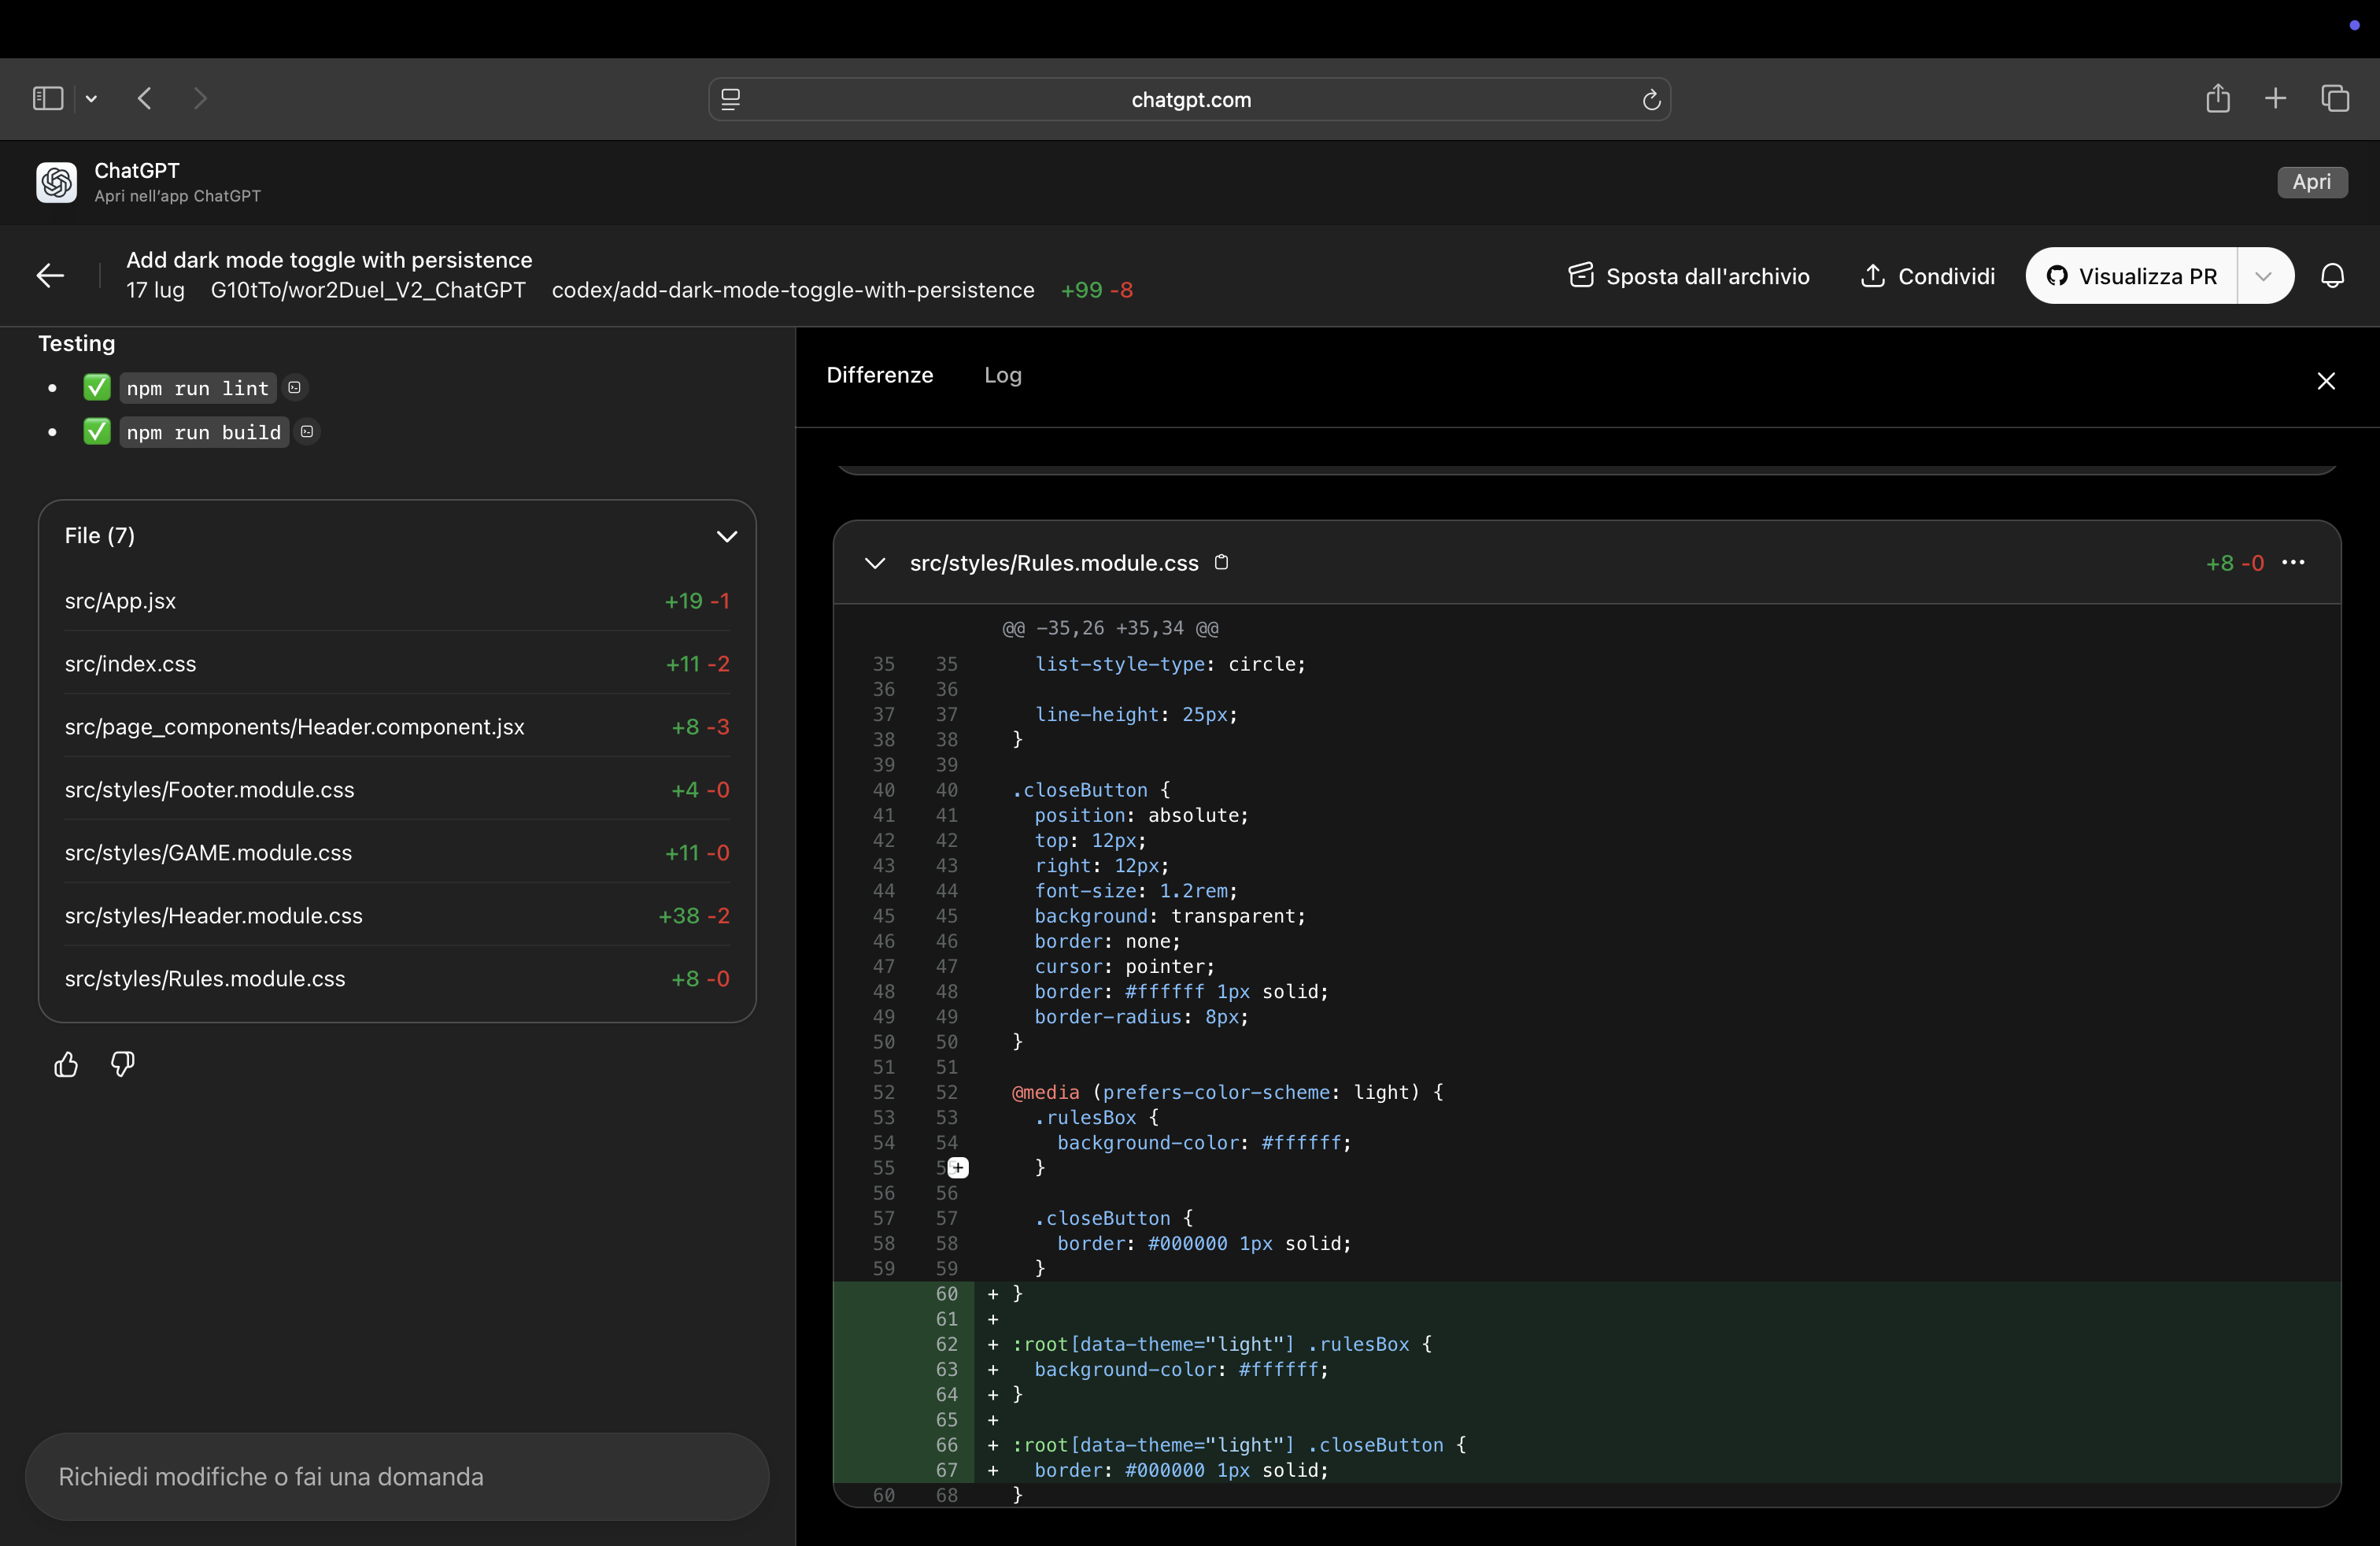 chatgpt.com
ChatGPT
Apri nell'app ChatGPT
Apri
Add dark mode toggle with persistence
17 lug G10tTo/wor2Duel_V2_ChatGPT codex/add-dark-mode-toggle-with-persistence +99 -8
Sposta dall'archivio
Condividi
Visualizza PR
Testing
npm run lint
npm run build
File (7)
src/App.jsx +19 -1
src/index.css +11 -2
src/page_components/Header.component.jsx +8 -3
src/styles/Footer.module.css +4 -0
src/styles/GAME.module.css +11 -0
src/styles/Header.module.css +38 -2
src/styles/Rules.module.css +8 -0
Richiedi modifiche o fai una domanda
Differenze Log
src/styles/Rules.module.css +8 -0
@@ -35,26 +35,34 @@
35 35 list-style-type: circle;
36 36
37 37 line-height: 25px;
38 38 }
39 39
40 40 .closeButton {
41 41 position: absolute;
42 42 top: 12px;
43 43 right: 12px;
44 44 font-size: 1.2rem;
45 45 background: transparent;
46 46 border: none;
47 47 cursor: pointer;
48 48 border: #ffffff 1px solid;
49 49 border-radius: 8px;
50 50 }
51 51
52 52 @media (prefers-color-scheme: light) {
53 53 .rulesBox {
54 54 background-color: #ffffff;
55 5 }
56 56
57 57 .closeButton {
58 58 border: #000000 1px solid;
59 59 }
60 + }
61 +
62 + :root[data-theme="light"] .rulesBox {
63 + background-color: #ffffff;
64 + }
65 +
66 + :root[data-theme="light"] .closeButton {
67 + border: #000000 1px solid;
60 68 }